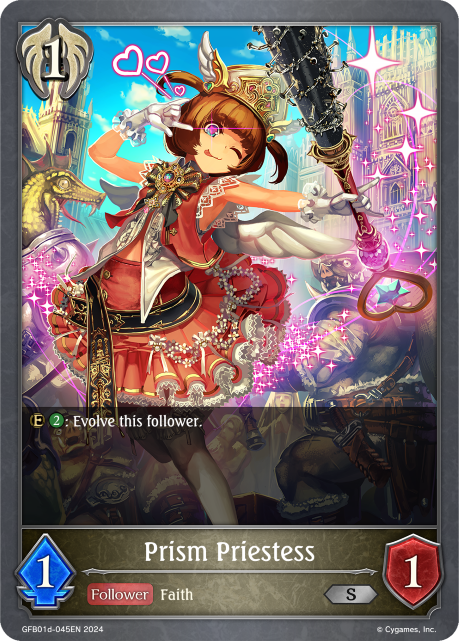 1
E 2: Evolve this follower.
Prism Priestess
1
Follower Faith
S
1
GFB01d-045EN 2024
© Cygames, Inc.